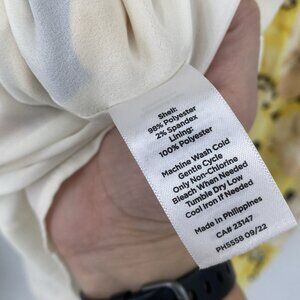 Shell:
98% Polyester
2% Spandex
Lining:
100% Polyester
Machine Wash Cold
Gentle Cycle
Only Non-Chlorine
Bleach When Needed
Tumble Dry Low
Cool Iron If Needed
Made In Philippines
CA# 23147
PH5558 09/22